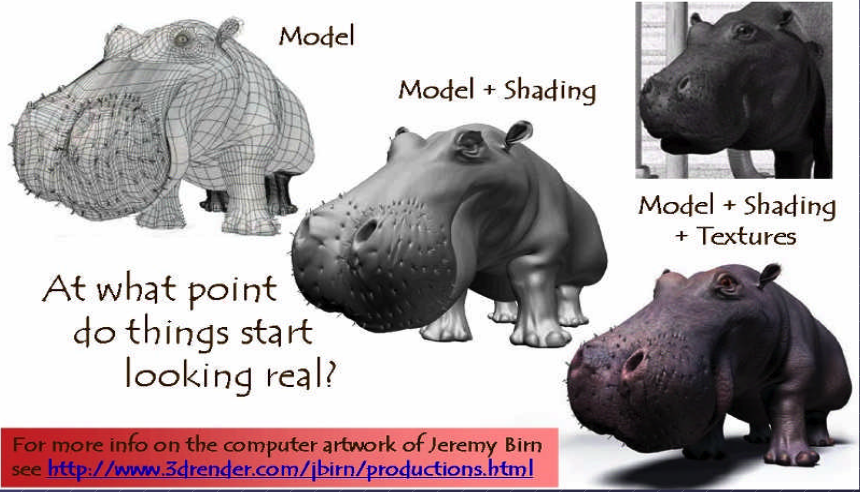 Model
Model + Shading
Model + Shading
+ Textures
At what point
do things start
looking real?
For more info on the computer artwork of Jeremy Birn
see http://www.3drender.com/jbirn/productions.html